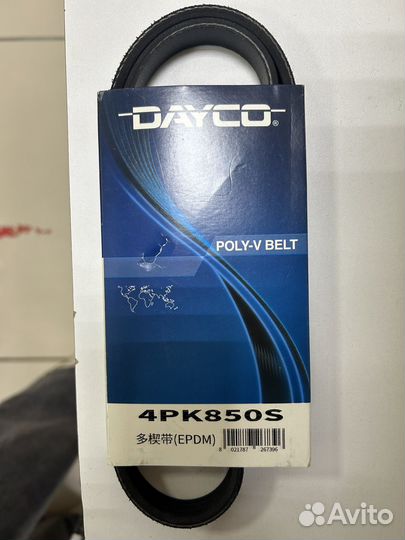 DAYCO®
POLY-V BELT
4PK850S
多楔带(EPDM)
8 021787 267396
Avito